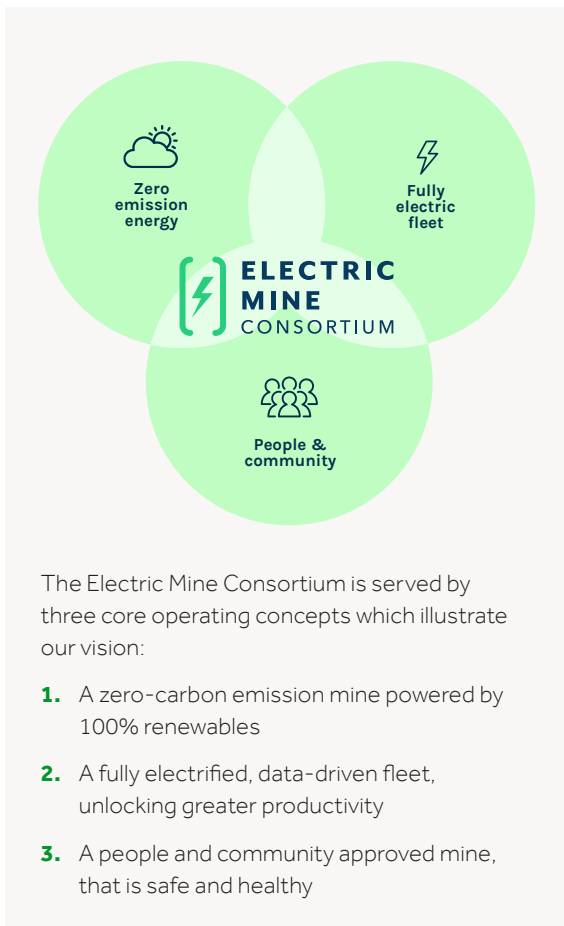 Zero
emission
energy
Fully
electric
fleet
ELECTRIC
MINE
CONSORTIUM
People &
community
The Electric Mine Consortium is served by
three core operating concepts which illustrate
our vision:
1. A zero-carbon emission mine powered by
100% renewables
2. A fully electrified, data-driven fleet,
unlocking greater productivity
3. A people and community approved mine,
that is safe and healthy